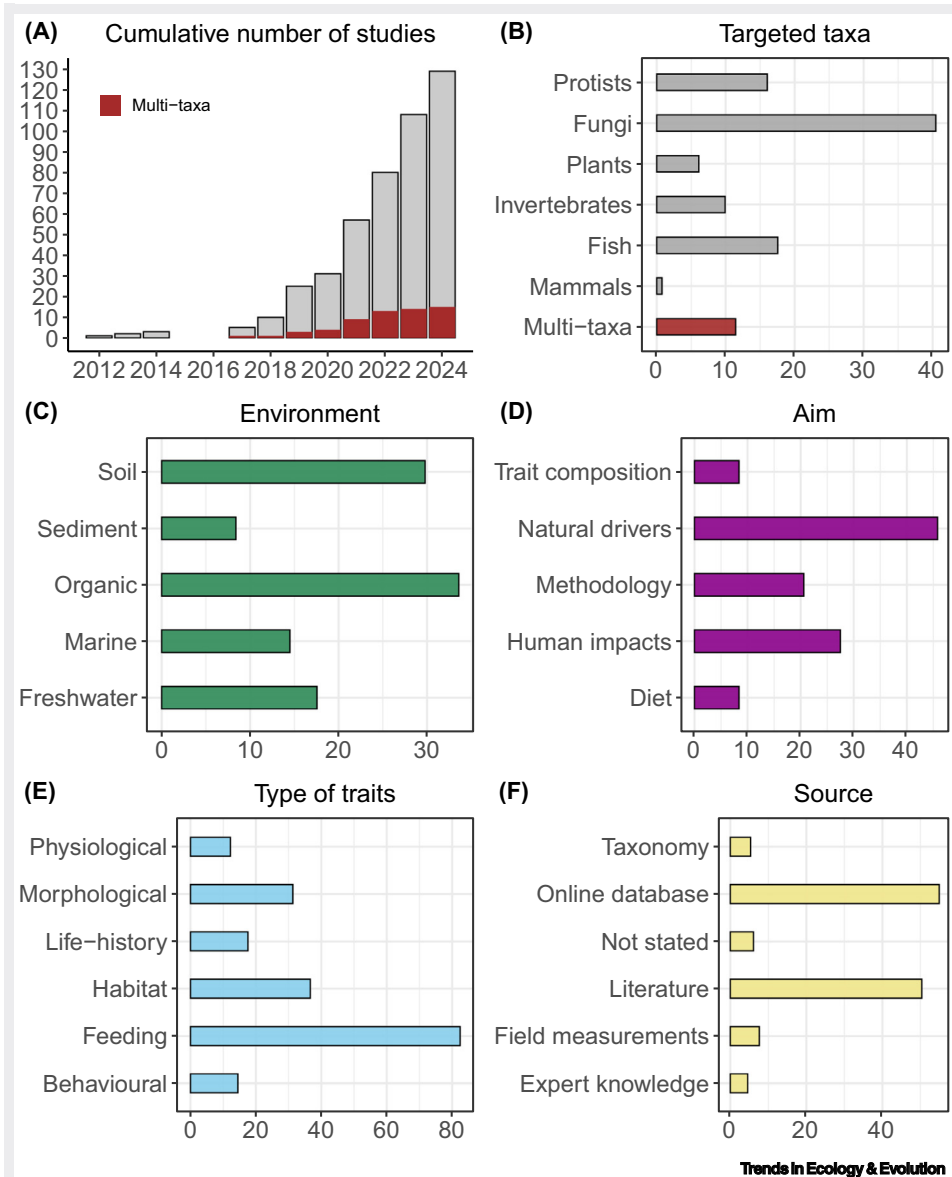 (A) Cumulative number of studies
130
120
110
100
90
80
70
60
50
40
30
20
10
0
Multi-taxa
2012 2014 2016 2018 2020 2022 2024
(B) Targeted taxa
Protists
Fungi
Plants
Invertebrates
Fish
Mammals
Multi-taxa
0 10 20 30 40
(C) Environment
Soil
Sediment
Organic
Marine
Freshwater
0 10 20 30
(D) Aim
Trait composition
Natural drivers
Methodology
Human impacts
Diet
0 10 20 30 40
(E) Type of traits
Physiological
Morphological
Life-history
Habitat
Feeding
Behavioural
0 20 40 60 80
(F) Source
Taxonomy
Online database
Not stated
Literature
Field measurements
Expert knowledge
0 20 40
Trends in Ecology & Evolution